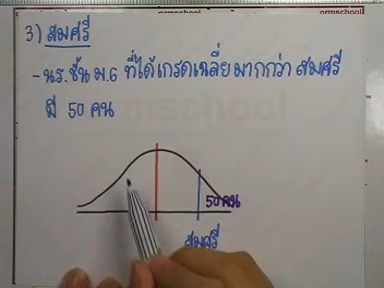 ormschool
3) สมศรี
- นร. ชั้น ม.6 ที่ได้เกรดเฉลี่ยมากกว่า สมศรี
มี 50 คน
ormschool
50 คน
สมศรี